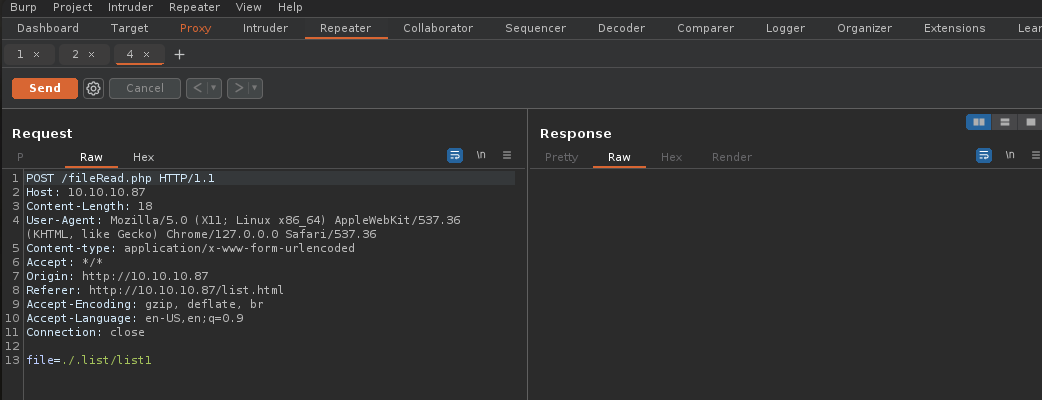 Burp Project Intruder Repeater View Help
Dashboard Target Proxy Intruder Repeater Collaborator Sequencer Decoder Comparer Logger Organizer Extensions Lear
1 × 2 × 4 × +
Send Cancel < >
Request
P Raw Hex \n
1 POST /fileRead.php HTTP/1.1
2 Host: 10.10.10.87
3 Content-Length: 18
4 User-Agent: Mozilla/5.0 (X11; Linux x86_64) AppleWebKit/537.36
(KHTML, like Gecko) Chrome/127.0.0.0 Safari/537.36
5 Content-type: application/x-www-form-urlencoded
6 Accept: */*
7 Origin: http://10.10.10.87
8 Referer: http://10.10.10.87/list.html
9 Accept-Encoding: gzip, deflate, br
10 Accept-Language: en-US,en;q=0.9
11 Connection: close
12
13 file=./.list/list1
Response
Pretty Raw Hex Render \n